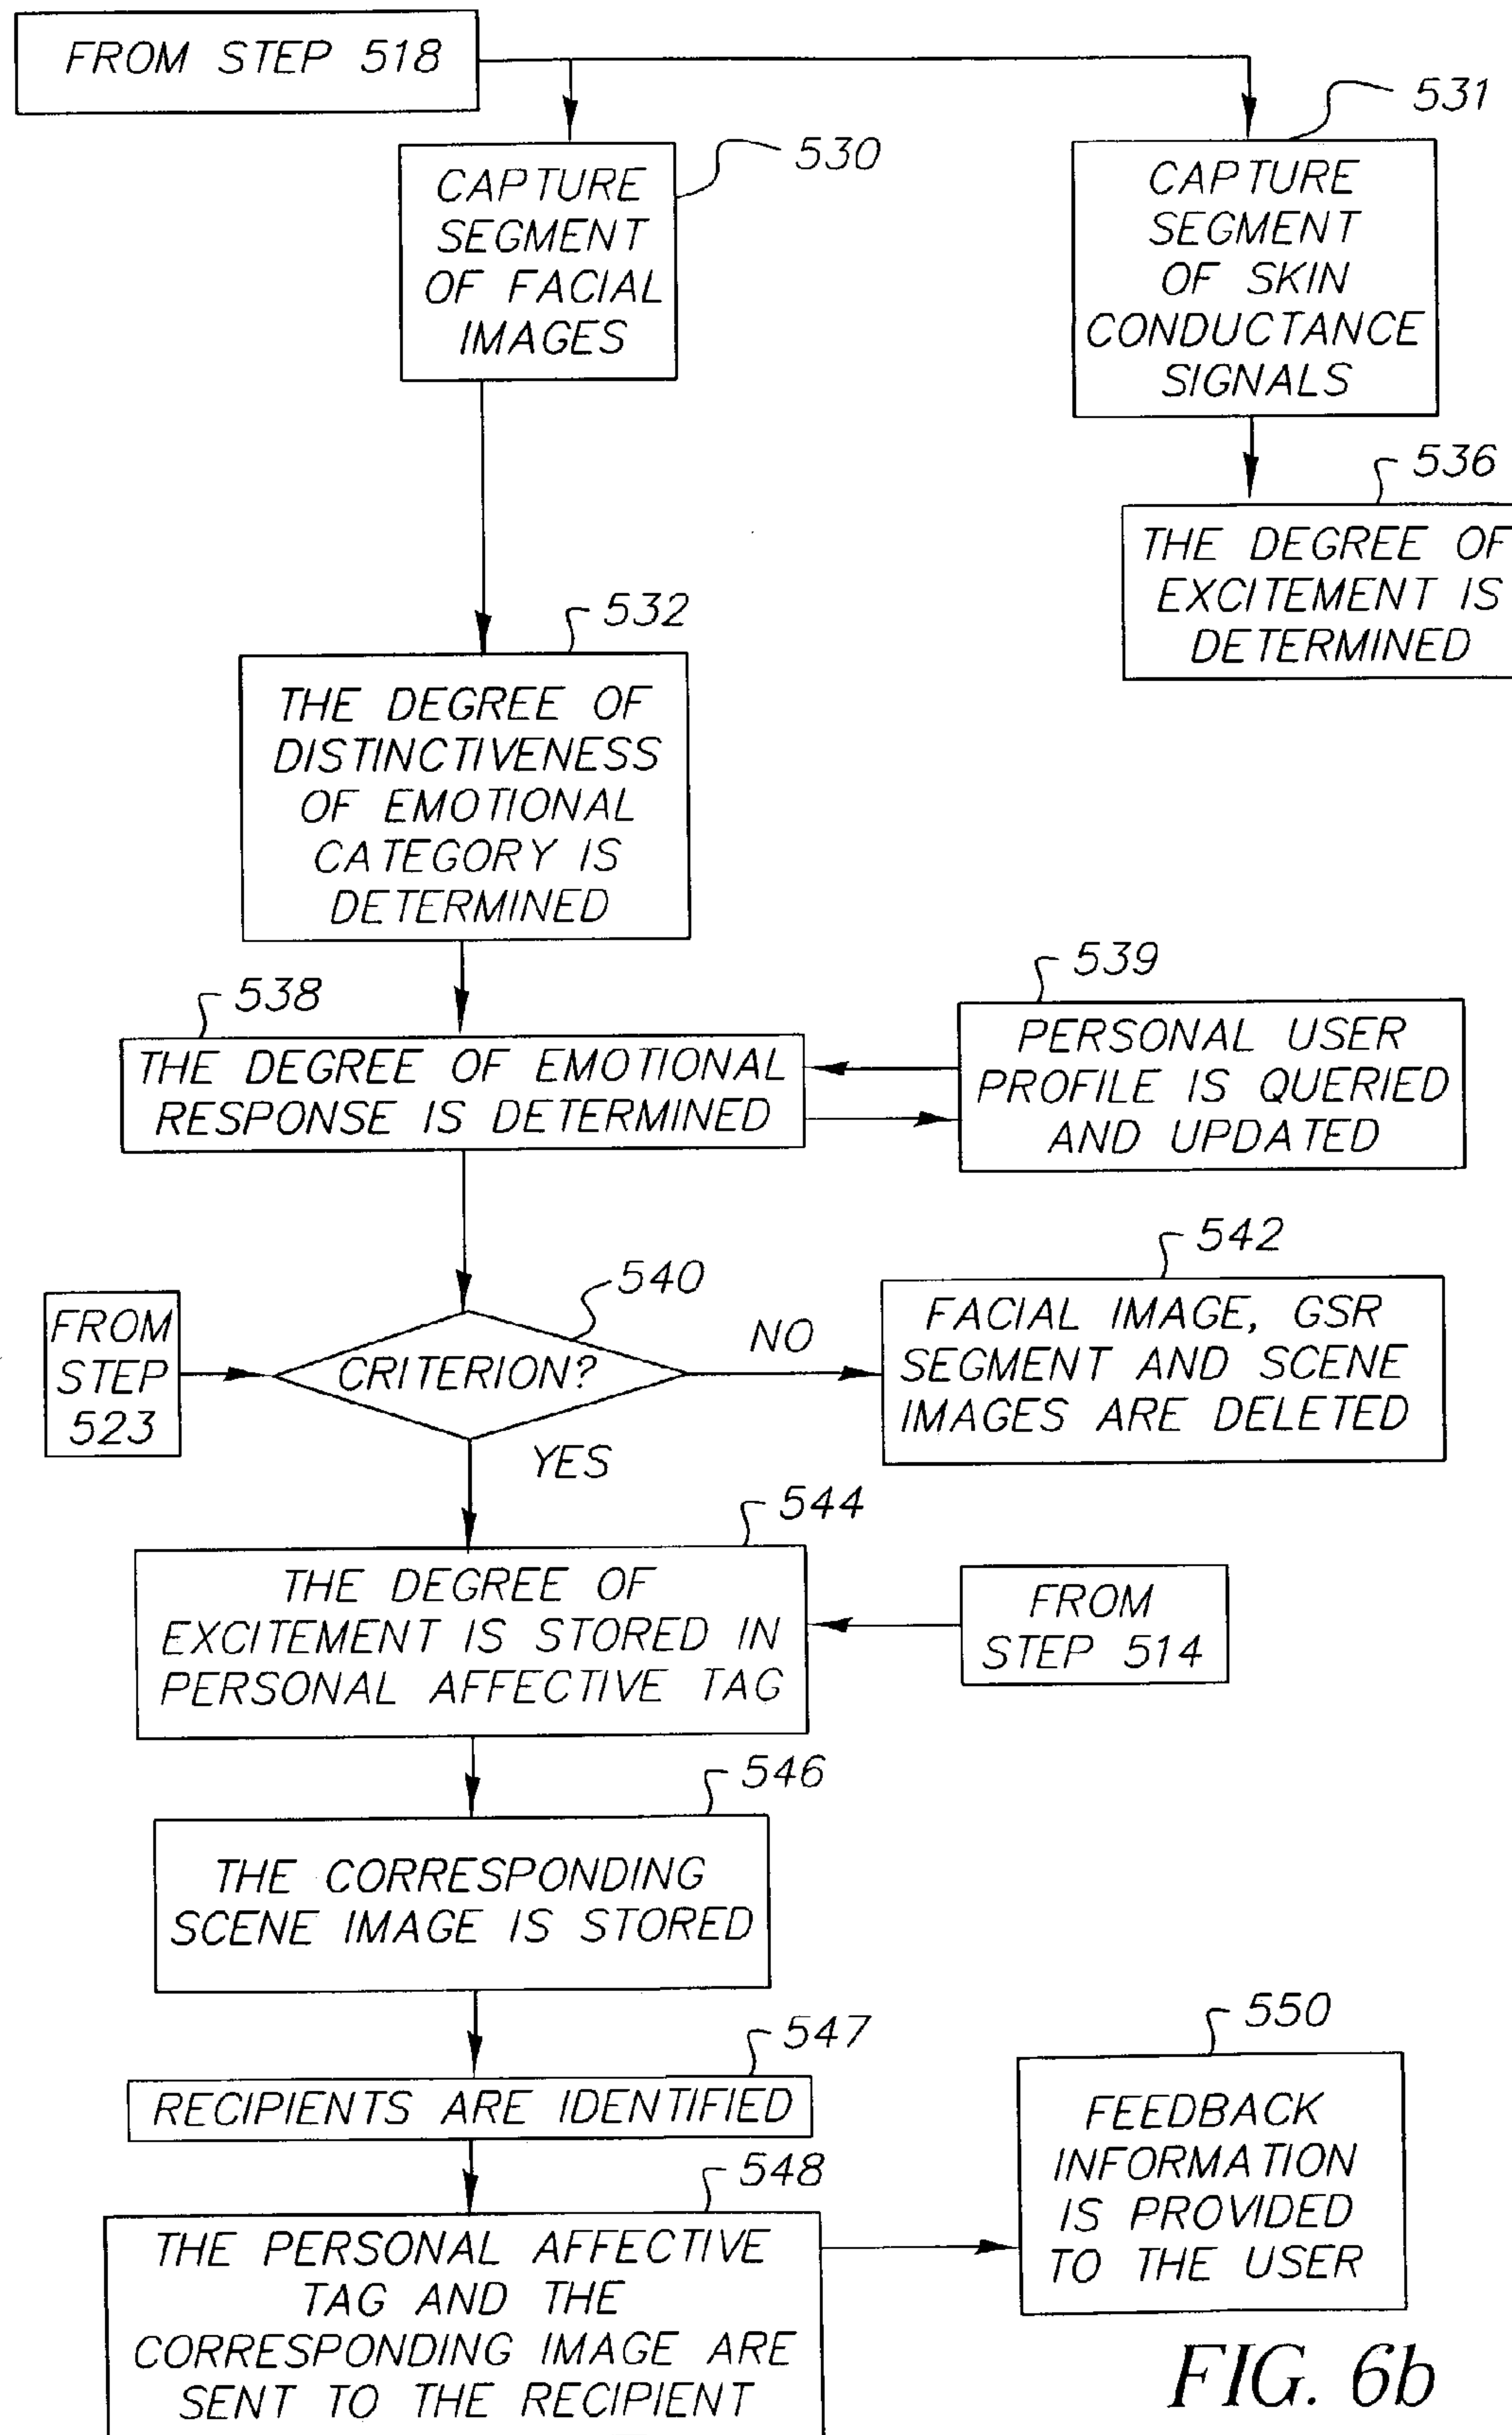 FROM STEP 518
530
CAPTURE
SEGMENT
OF FACIAL
IMAGES
531
CAPTURE
SEGMENT
OF SKIN
CONDUCTANCE
SIGNALS
536
THE DEGREE OF
EXCITEMENT IS
DETERMINED
532
THE DEGREE OF
DISTINCTIVENESS
OF EMOTIONAL
CATEGORY IS
DETERMINED
538
THE DEGREE OF EMOTIONAL
RESPONSE IS DETERMINED
539
PERSONAL USER
PROFILE IS QUERIED
AND UPDATED
FROM
STEP
523
540
CRITERION?
NO
YES
542
FACIAL IMAGE, GSR
SEGMENT AND SCENE
IMAGES ARE DELETED
544
THE DEGREE OF
EXCITEMENT IS STORED IN
PERSONAL AFFECTIVE TAG
FROM
STEP 514
546
THE CORRESPONDING
SCENE IMAGE IS STORED
547
RECIPIENTS ARE IDENTIFIED
548
THE PERSONAL AFFECTIVE
TAG AND THE
CORRESPONDING IMAGE ARE
SENT TO THE RECIPIENT
550
FEEDBACK
INFORMATION
IS PROVIDED
TO THE USER
FIG. 6b